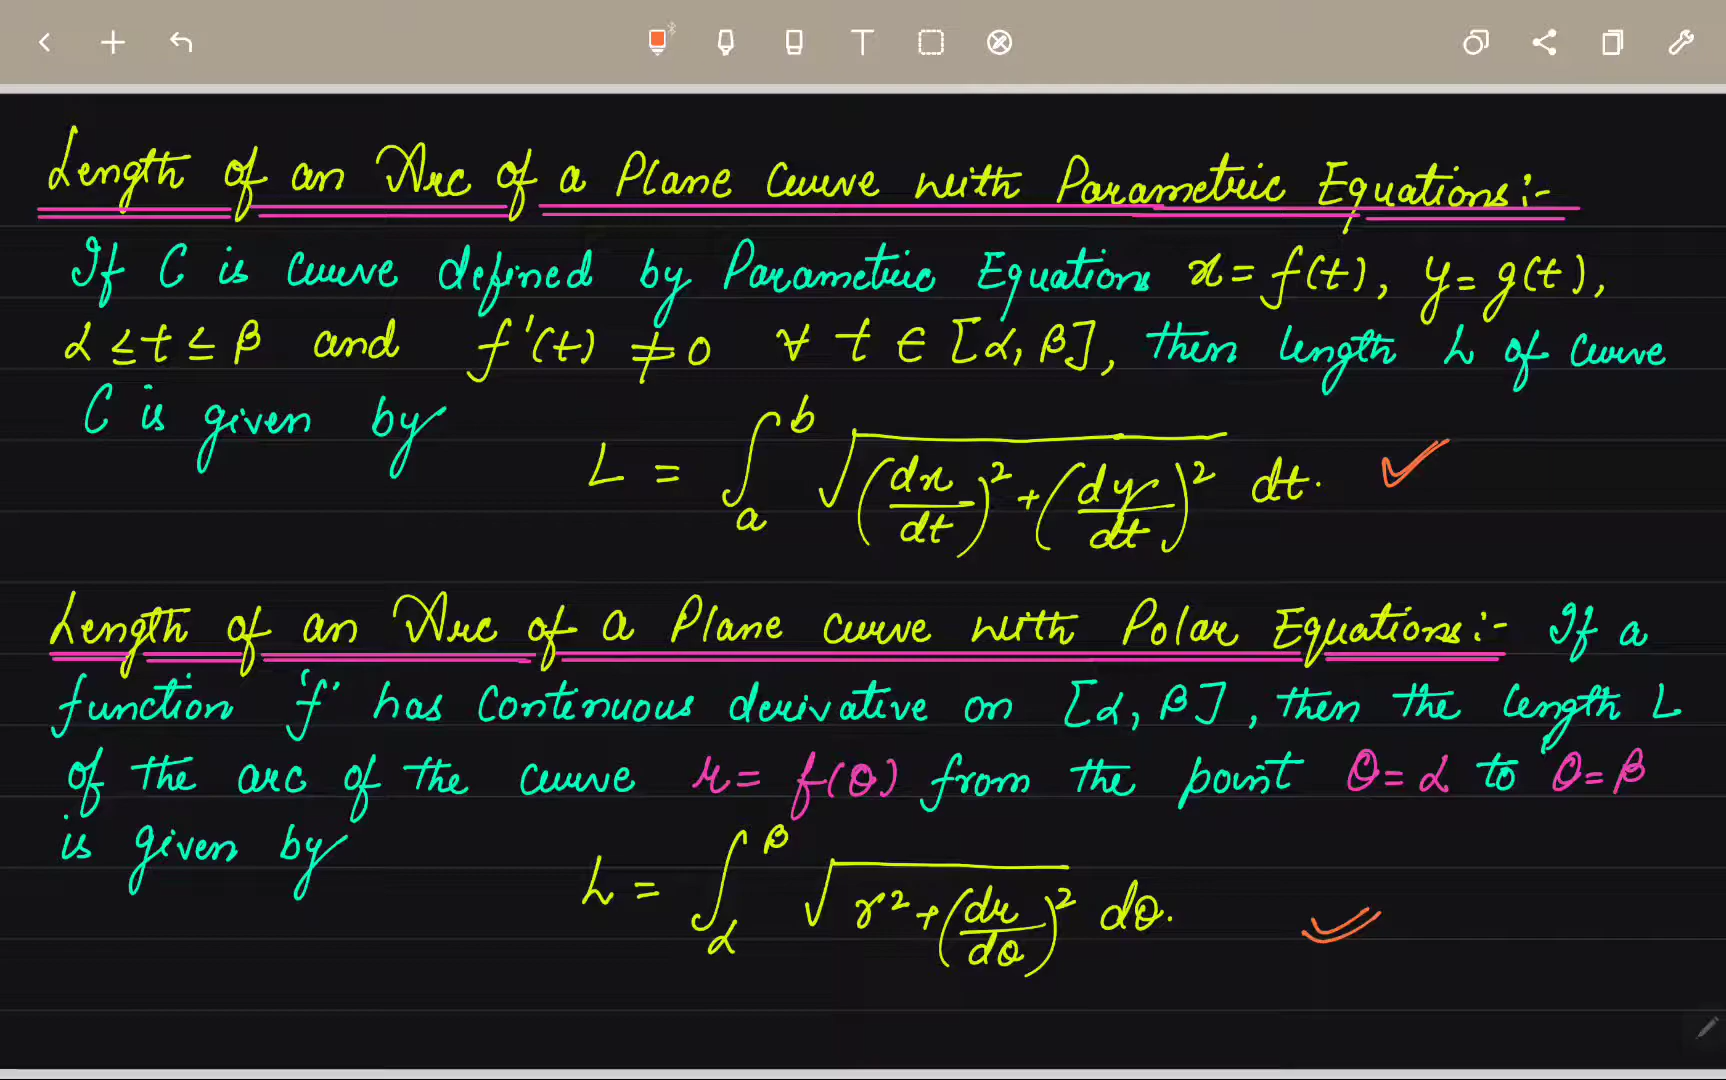 Length of an Arc of a Plane Curve with Parametric Equations:-
If C is curve defined by Parametric Equations x = f(t), y = g(t),
α ≤ t ≤ β and f'(t) ≠ 0 ∀ t ∈ [α, β], then length L of curve
C is given by
L = ∫_a^b √((dx/dt)² + (dy/dt)²) dt.
Length of an Arc of a Plane curve with Polar Equations:- If a
function 'f' has continuous derivative on [α, β], then the length L
of the arc of the curve r = f(θ) from the point θ = α to θ = β
is given by
L = ∫_α^β √(r² + (dr/dθ)²) dθ.